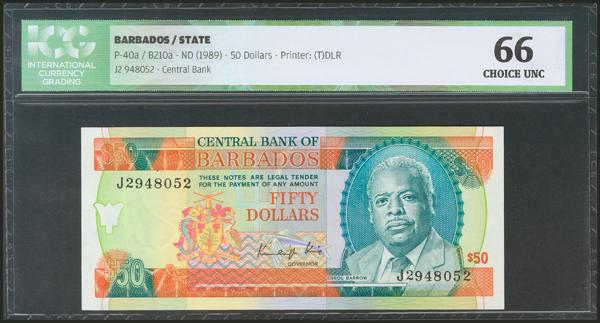 ICG
INTERNATIONAL
CURRENCY
GRADING
BARBADOS / STATE
P-40a / B210a - ND (1989) - 50 Dollars - Printer: (T)DLR
J2 948052 - Central Bank
66
CHOICE UNC
$50
CENTRAL BANK OF
BARBADOS
THESE NOTES ARE LEGAL TENDER
FOR THE PAYMENT OF ANY AMOUNT
J2948052
FIFTY
DOLLARS
GOVERNOR
ERROL BARROW
$50
J2948052
$50